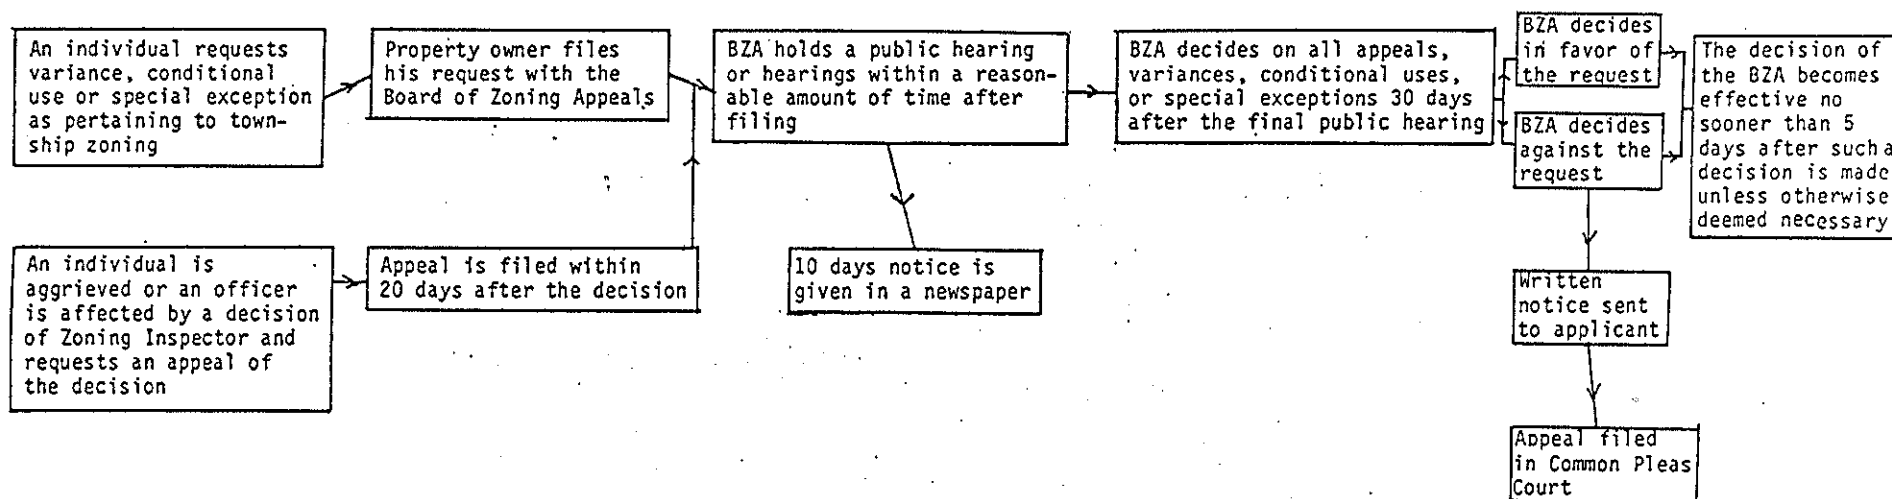 An individual requests
variance, conditional
use or special exception
as pertaining to town-
ship zoning
Property owner files
his request with the
Board of Zoning Appeals
BZA holds a public hearing
or hearings within a reason-
able amount of time after
filing
BZA decides on all appeals,
variances, conditional uses,
or special exceptions 30 days
after the final public hearing
BZA decides
in favor of
the request
BZA decides
against the
request
The decision of
the BZA becomes
effective no
sooner than 5
days after such a
decision is made
unless otherwise
deemed necessary
An individual is
aggrieved or an officer
is affected by a decision
of Zoning Inspector and
requests an appeal of
the decision
Appeal is filed within
20 days after the decision
10 days notice is
given in a newspaper
Written
notice sent
to applicant
Appeal filed
in Common Pleas
Court